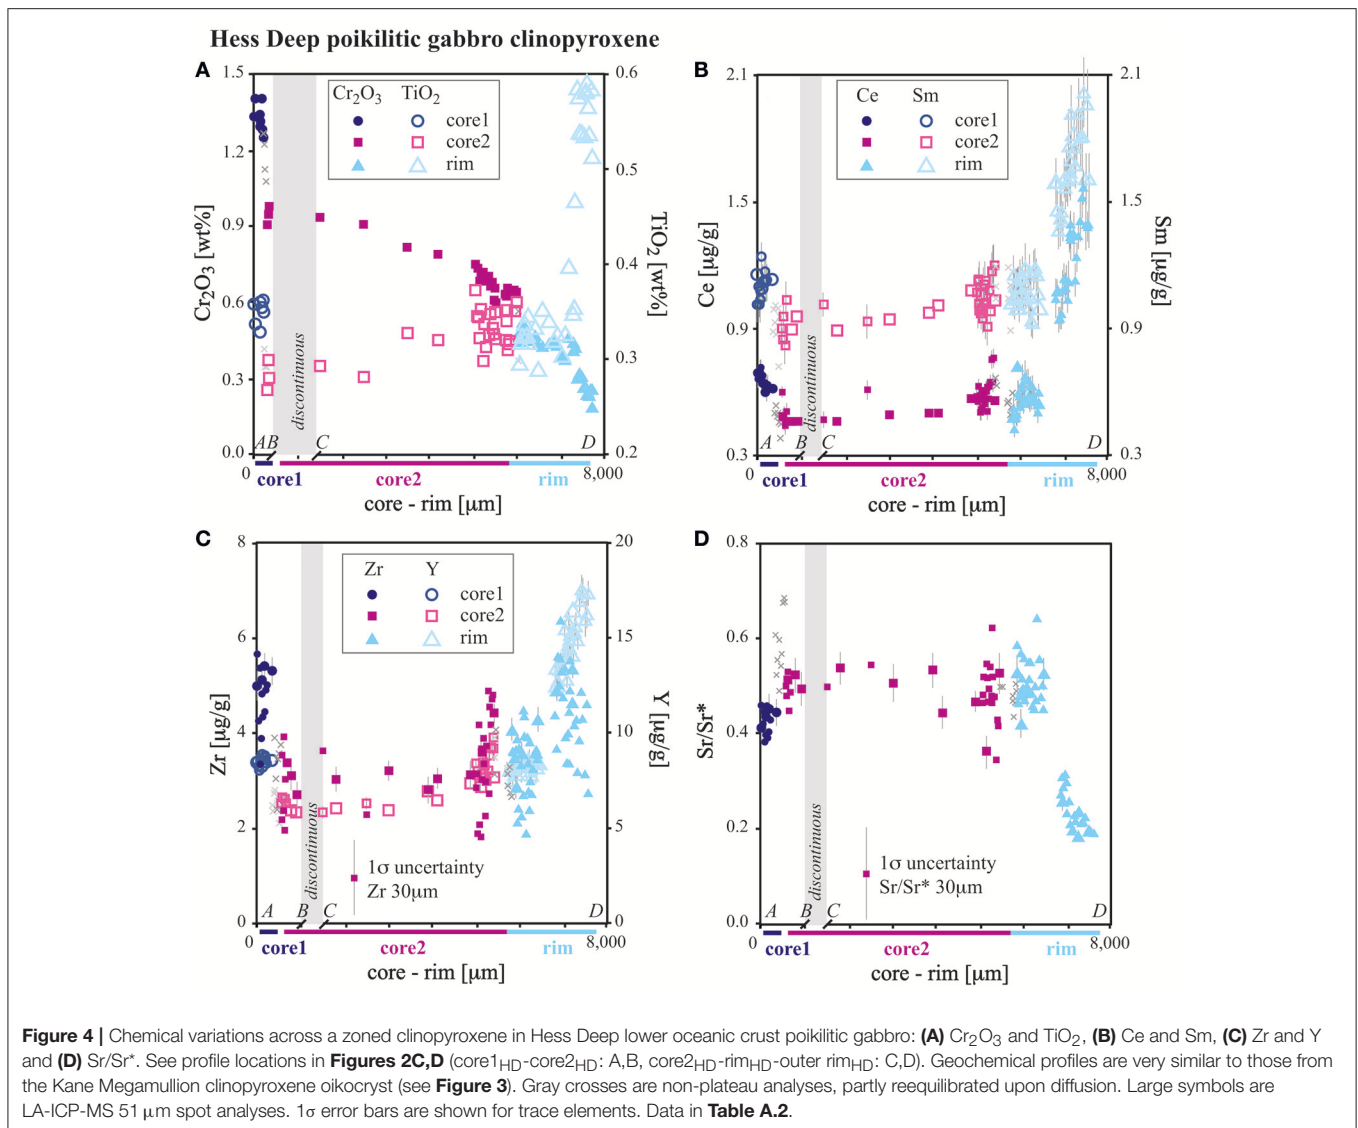 Hess Deep poikilitic gabbro clinopyroxene
A
1.5
1.2
0.9
0.6
0.3
0.0
Cr₂O₃ [wt%]
Cr₂O₃ TiO₂
core1
core2
rim
0.6
0.5
0.4
0.3
0.2
TiO₂ [wt%]
discontinuous
A B C D
0 8,000
core1 core2 rim
core - rim [µm]
B
2.1
1.5
0.9
0.3
Ce [µg/g]
Ce Sm
core1
core2
rim
2.1
1.5
0.9
0.3
Sm [µg/g]
discontinuous
A B C D
0 8,000
core1 core2 rim
core - rim [µm]
C
8
6
4
2
0
Zr [µg/g]
Zr Y
core1
core2
rim
20
15
10
5
0
Y [µg/g]
discontinuous
1σ uncertainty
Zr 30µm
A B C D
0 8,000
core1 core2 rim
core - rim [µm]
D
0.8
0.6
0.4
0.2
0.0
Sr/Sr*
discontinuous
1σ uncertainty
Sr/Sr* 30µm
A B C D
0 8,000
core1 core2 rim
core - rim [µm]
Figure 4 | Chemical variations across a zoned clinopyroxene in Hess Deep lower oceanic crust poikilitic gabbro: (A) Cr₂O₃ and TiO₂, (B) Ce and Sm, (C) Zr and Y
and (D) Sr/Sr*. See profile locations in Figures 2C,D (core1HD-core2HD: A,B, core2HD-rimHD-outer rimHD: C,D). Geochemical profiles are very similar to those from
the Kane Megamullion clinopyroxene oikocryst (see Figure 3). Gray crosses are non-plateau analyses, partly reequilibrated upon diffusion. Large symbols are
LA-ICP-MS 51 µm spot analyses. 1σ error bars are shown for trace elements. Data in Table A.2.